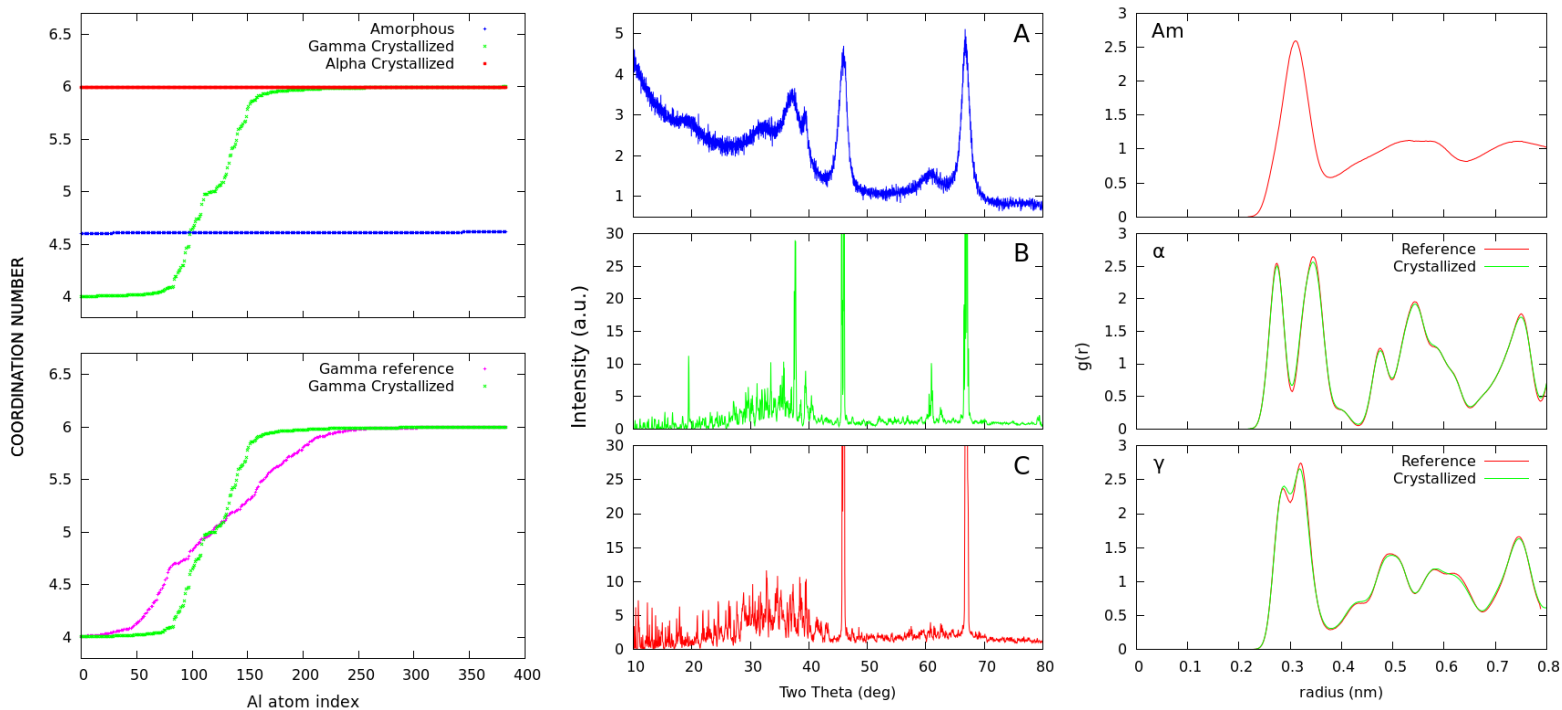 COORDINATION NUMBER
6.5
6
5.5
5
4.5
4
Amorphous
Gamma Crystallized
Alpha Crystallized
6.5
6
5.5
5
4.5
4
Gamma reference
Gamma Crystallized
0 50 100 150 200 250 300 350 400
Al atom index
Intensity (a.u.)
5
4
3
2
1
A
30
25
20
15
10
5
0
B
30
25
20
15
10
5
0
C
10 20 30 40 50 60 70 80
Two Theta (deg)
g(r)
3
2.5
2
1.5
1
0.5
0
Am
3
2.5
2
1.5
1
0.5
0
α
Reference
Crystallized
3
2.5
2
1.5
1
0.5
0
γ
Reference
Crystallized
0 0.1 0.2 0.3 0.4 0.5 0.6 0.7 0.8
radius (nm)